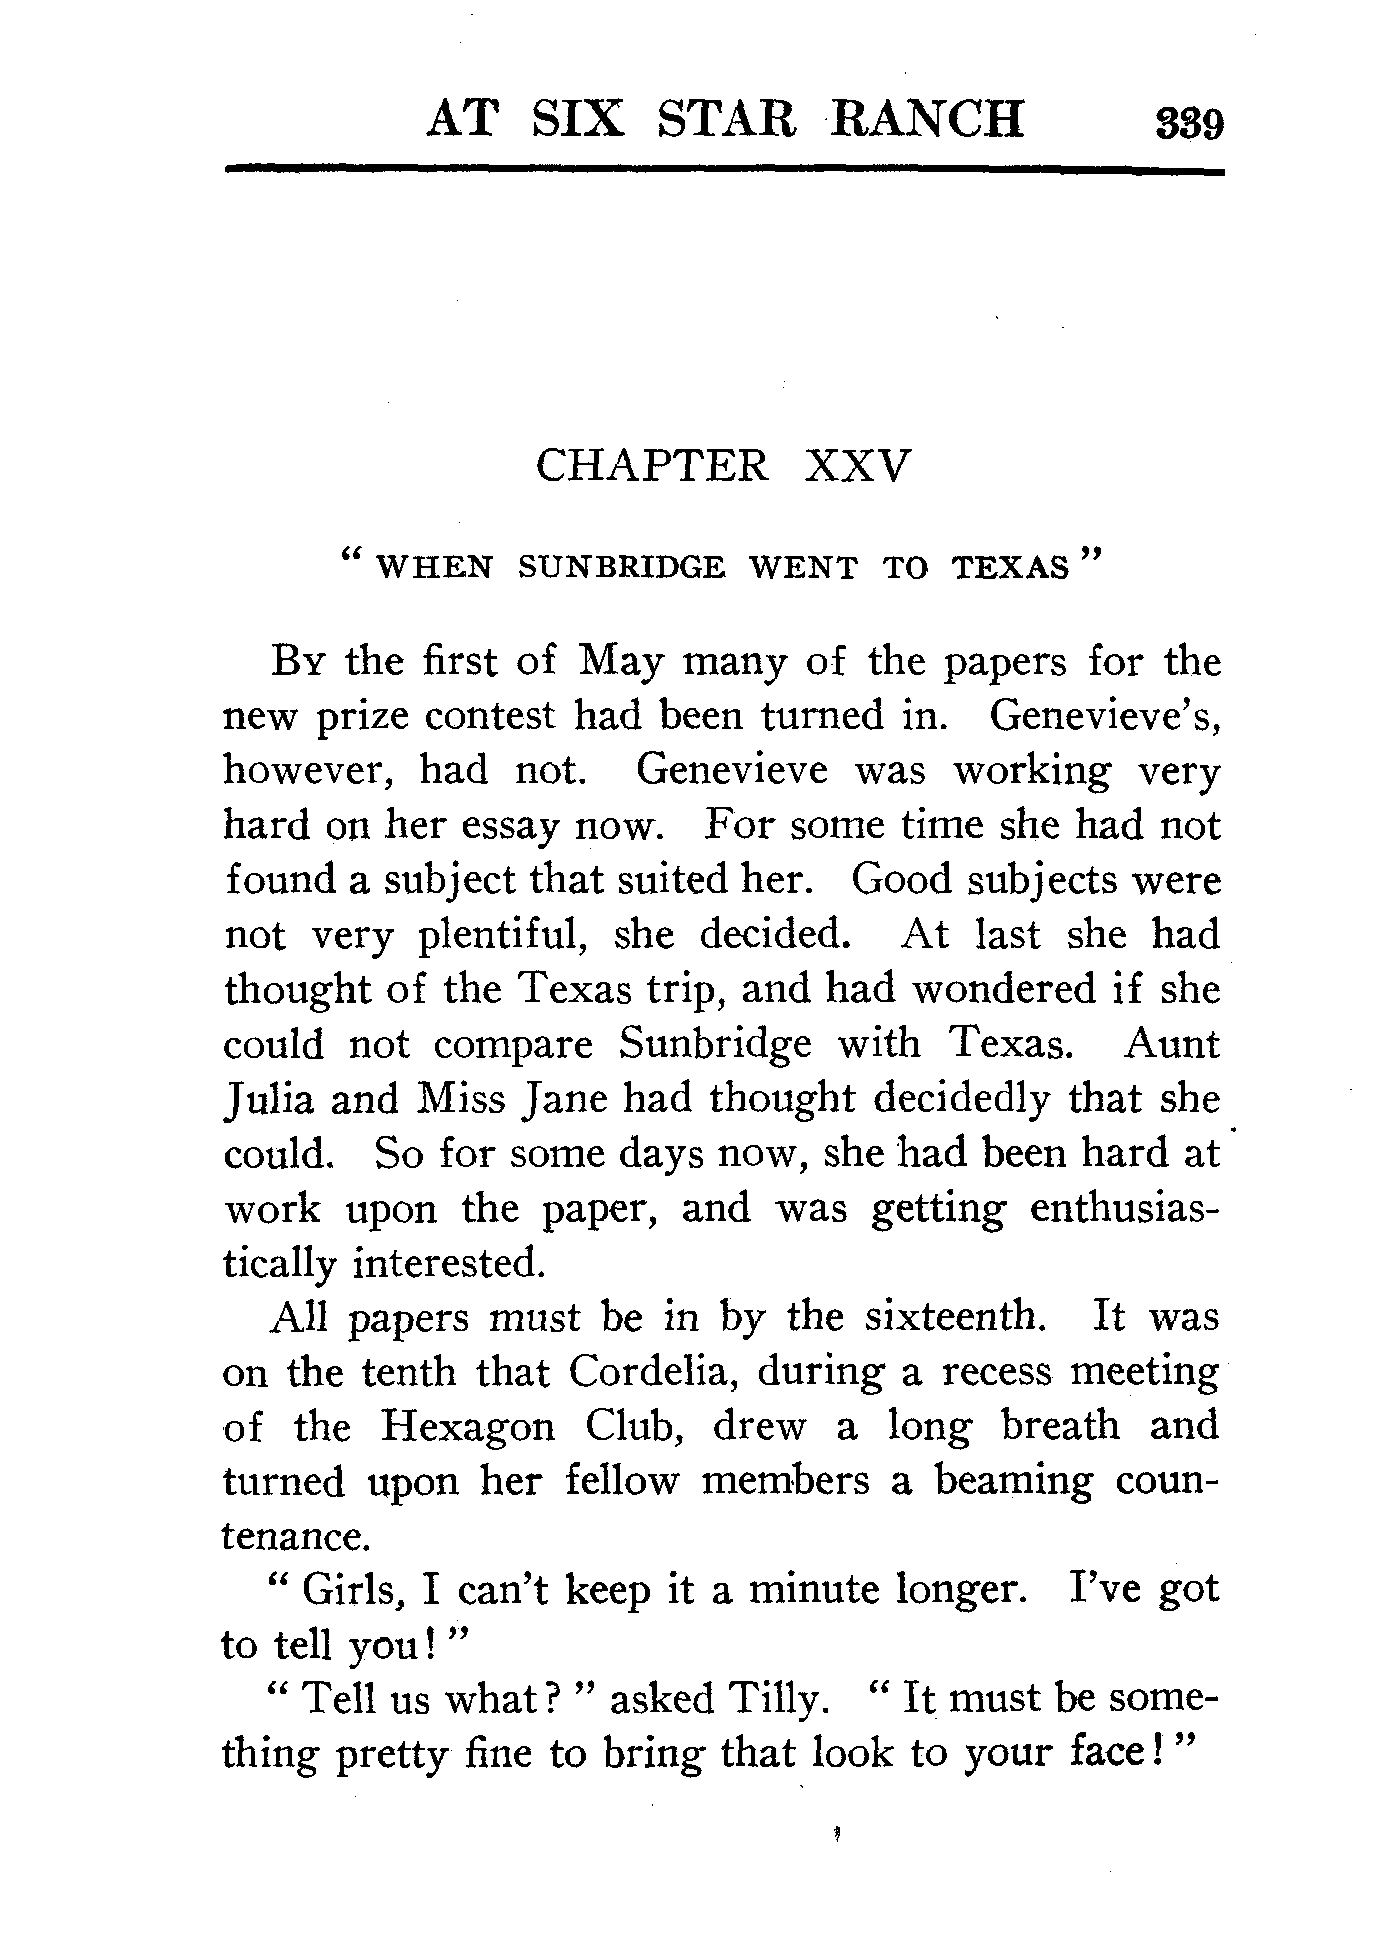 AT SIX STAR RANCH 339
CHAPTER XXV
" WHEN SUNBRIDGE WENT TO TEXAS "
By the first of May many of the papers for the
new prize contest had been turned in. Genevieve's,
however, had not. Genevieve was working very
hard on her essay now. For some time she had not
found a subject that suited her. Good subjects were
not very plentiful, she decided. At last she had
thought of the Texas trip, and had wondered if she
could not compare Sunbridge with Texas. Aunt
Julia and Miss Jane had thought decidedly that she
could. So for some days now, she had been hard at
work upon the paper, and was getting enthusias-
tically interested.
All papers must be in by the sixteenth. It was
on the tenth that Cordelia, during a recess meeting
of the Hexagon Club, drew a long breath and
turned upon her fellow members a beaming coun-
tenance.
" Girls, I can't keep it a minute longer. I've got
to tell you! "
" Tell us what? " asked Tilly. " It must be some-
thing pretty fine to bring that look to your face! "